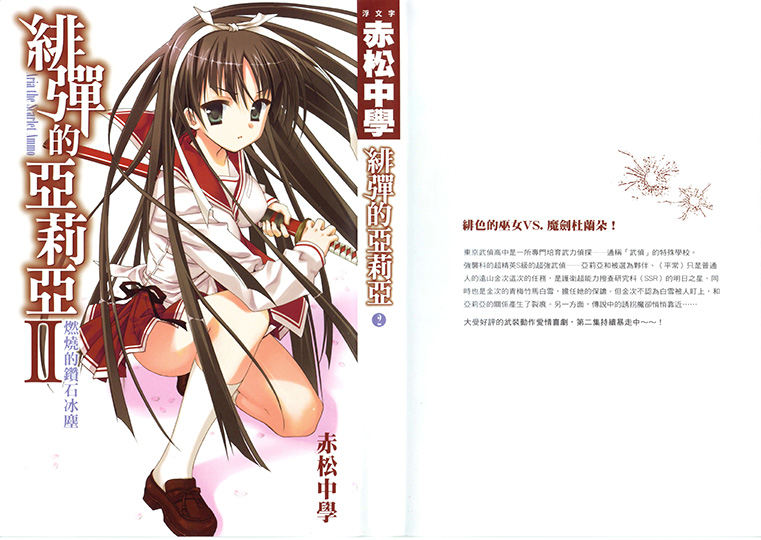 緋彈的亞莉亞II
Aria the Scarlet Ammo
燃燒的鑽石冰塵
赤松中學
浮文字
赤松中學
緋彈的亞莉亞
2
緋色的巫女VS. 魔劍杜蘭朵！
東京武偵高中是一所專門培育武力偵探──通稱「武偵」的特殊學校。
強襲科的超精英S級的超強武偵──亞莉亞和被選為夥伴、（平常）只是普通
人的遠山金次這次的任務，是護衛超能力搜查研究科（SSR）的明日之星、同
時也是金次的青梅竹馬白雪，擔任她的保鑣。但金次不認為白雪被人盯上，和
亞莉亞的關係產生了裂痕。另一方面，傳說中的誘拐魔卻悄悄靠近……
大受好評的武裝動作愛情喜劇，第二集持續暴走中～～！